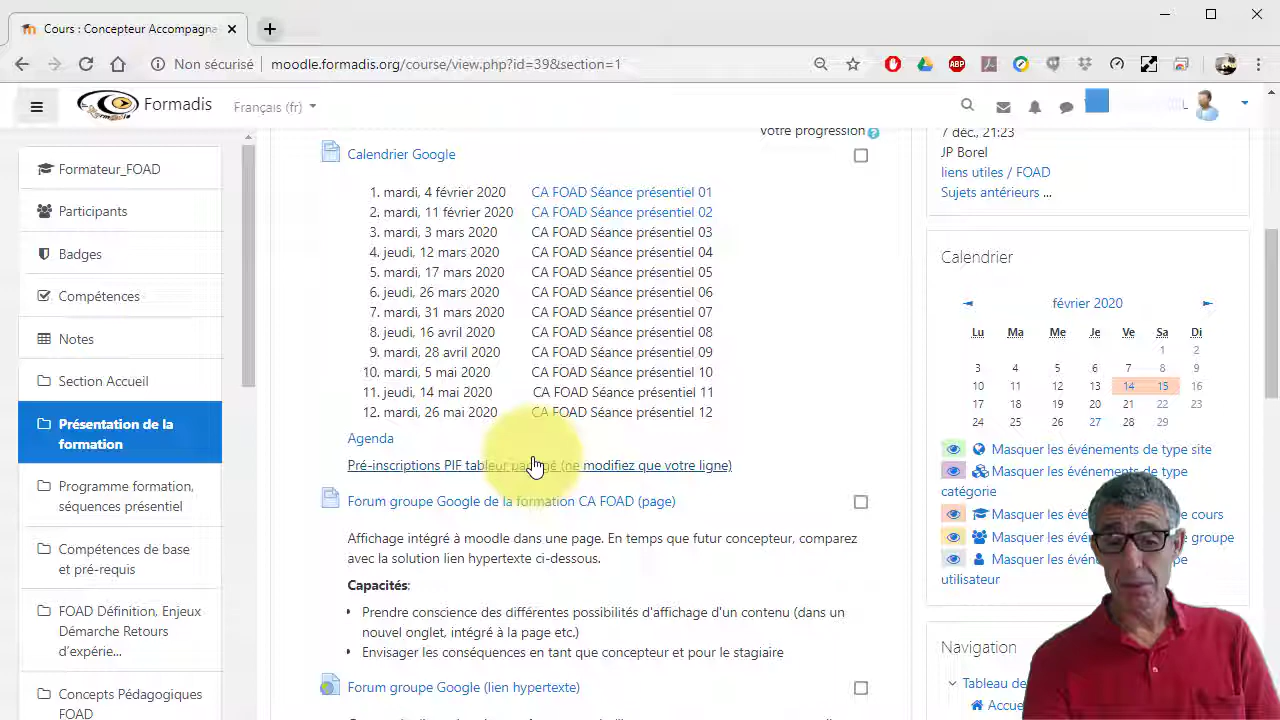 Cours : Concepteur Accompagna
Non sécurisé
moodle.formadis.org/course/view.php?id=39&section=1
ABP
Formadis
Français (fr)
Formateur_FOAD
Participants
Badges
Compétences
Notes
Section Accueil
Présentation de la
formation
Programme formation,
séquences présentiel
Compétences de base
et pré-requis
FOAD Définition, Enjeux
Démarche Retours
d'expérie...
Concepts Pédagogiques
FOAD
Votre progression
Calendrier Google
1. mardi, 4 février 2020 CA FOAD Séance présentiel 01
2. mardi, 11 février 2020 CA FOAD Séance présentiel 02
3. mardi, 3 mars 2020 CA FOAD Séance présentiel 03
4. jeudi, 12 mars 2020 CA FOAD Séance présentiel 04
5. mardi, 17 mars 2020 CA FOAD Séance présentiel 05
6. jeudi, 26 mars 2020 CA FOAD Séance présentiel 06
7. mardi, 31 mars 2020 CA FOAD Séance présentiel 07
8. jeudi, 16 avril 2020 CA FOAD Séance présentiel 08
9. mardi, 28 avril 2020 CA FOAD Séance présentiel 09
10. mardi, 5 mai 2020 CA FOAD Séance présentiel 10
11. jeudi, 14 mai 2020 CA FOAD Séance présentiel 11
12. mardi, 26 mai 2020 CA FOAD Séance présentiel 12
Agenda
Pré-inscriptions PIF tableur (ne modifiez que votre ligne)
Forum groupe Google de la formation CA FOAD (page)
Affichage intégré à moodle dans une page. En temps que futur concepteur, comparez
avec la solution lien hypertexte ci-dessous.
Capacités:
Prendre conscience des différentes possibilités d'affichage d'un contenu (dans un
nouvel onglet, intégré à la page etc.)
Envisager les conséquences en tant que concepteur et pour le stagiaire
Forum groupe Google (lien hypertexte)
7 déc., 21:23
JP Borel
liens utiles / FOAD
Sujets antérieurs ...
Calendrier
◄ février 2020 ►
Lu Ma Me Je Ve Sa Di
1 2
3 4 5 6 7 8 9
10 11 12 13 14 15 16
17 18 19 20 21 22 23
24 25 26 27 28 29
Masquer les événements de type site
Masquer les événements de type
catégorie
Masquer les cours
Masquer les groupe
Masquer les type
utilisateur
Navigation
Tableau de
Accue